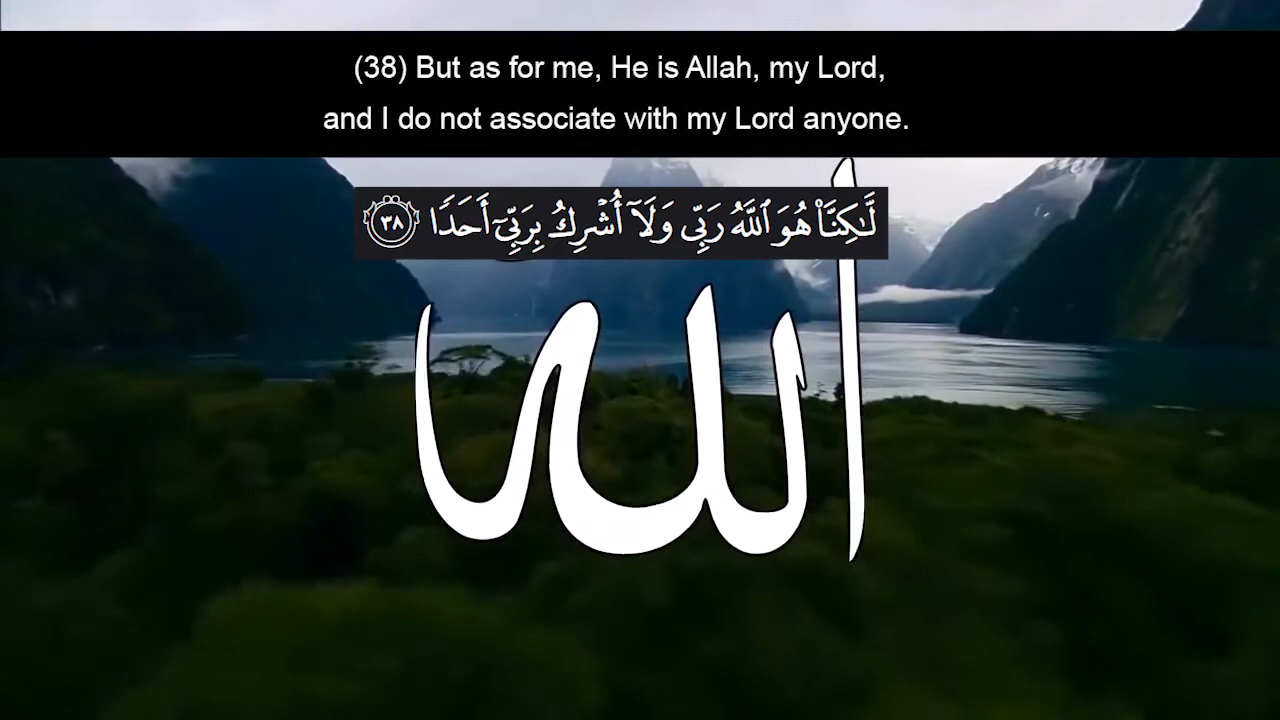 (38) But as for me, He is Allah, my Lord,
and I do not associate with my Lord anyone.
لَّٰكِنَّا۠ هُوَ ٱللَّهُ رَبِّى وَلَآ أُشْرِكُ بِرَبِّىٓ أَحَدًا ٣٨
الله